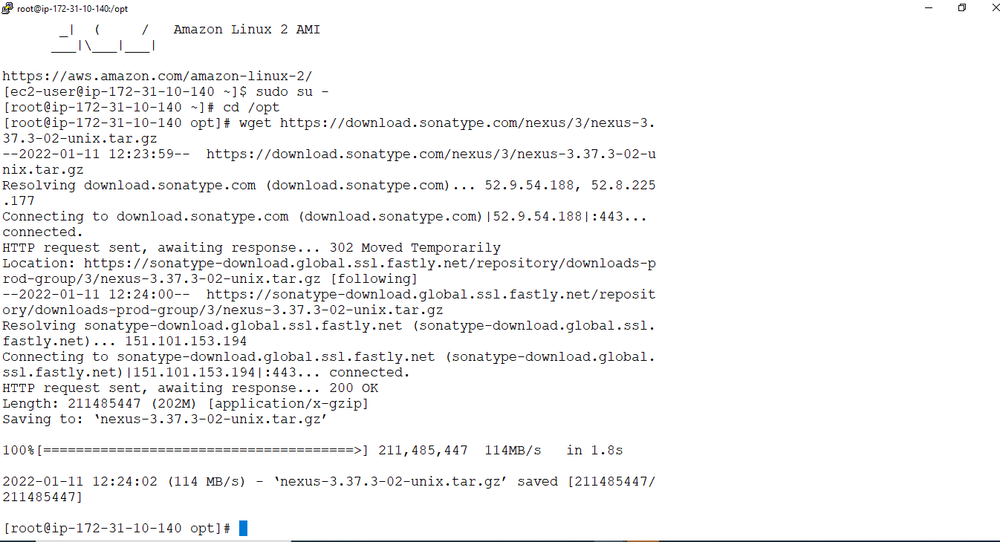 root@ip-172-31-10-140:/opt
_|  (     /   Amazon Linux 2 AMI
___|\___|___|
https://aws.amazon.com/amazon-linux-2/
[ec2-user@ip-172-31-10-140 ~]$ sudo su -
[root@ip-172-31-10-140 ~]# cd /opt
[root@ip-172-31-10-140 opt]# wget https://download.sonatype.com/nexus/3/nexus-3.
37.3-02-unix.tar.gz
--2022-01-11 12:23:59--  https://download.sonatype.com/nexus/3/nexus-3.37.3-02-u
nix.tar.gz
Resolving download.sonatype.com (download.sonatype.com)... 52.9.54.188, 52.8.225
.177
Connecting to download.sonatype.com (download.sonatype.com)|52.9.54.188|:443...
connected.
HTTP request sent, awaiting response... 302 Moved Temporarily
Location: https://sonatype-download.global.ssl.fastly.net/repository/downloads-p
rod-group/3/nexus-3.37.3-02-unix.tar.gz [following]
--2022-01-11 12:24:00--  https://sonatype-download.global.ssl.fastly.net/reposit
ory/downloads-prod-group/3/nexus-3.37.3-02-unix.tar.gz
Resolving sonatype-download.global.ssl.fastly.net (sonatype-download.global.ssl.
fastly.net)... 151.101.153.194
Connecting to sonatype-download.global.ssl.fastly.net (sonatype-download.global.
ssl.fastly.net)|151.101.153.194|:443... connected.
HTTP request sent, awaiting response... 200 OK
Length: 211485447 (202M) [application/x-gzip]
Saving to: ‘nexus-3.37.3-02-unix.tar.gz’
100%[======================================>] 211,485,447  114MB/s   in 1.8s
2022-01-11 12:24:02 (114 MB/s) - ‘nexus-3.37.3-02-unix.tar.gz’ saved [211485447/
211485447]
[root@ip-172-31-10-140 opt]#